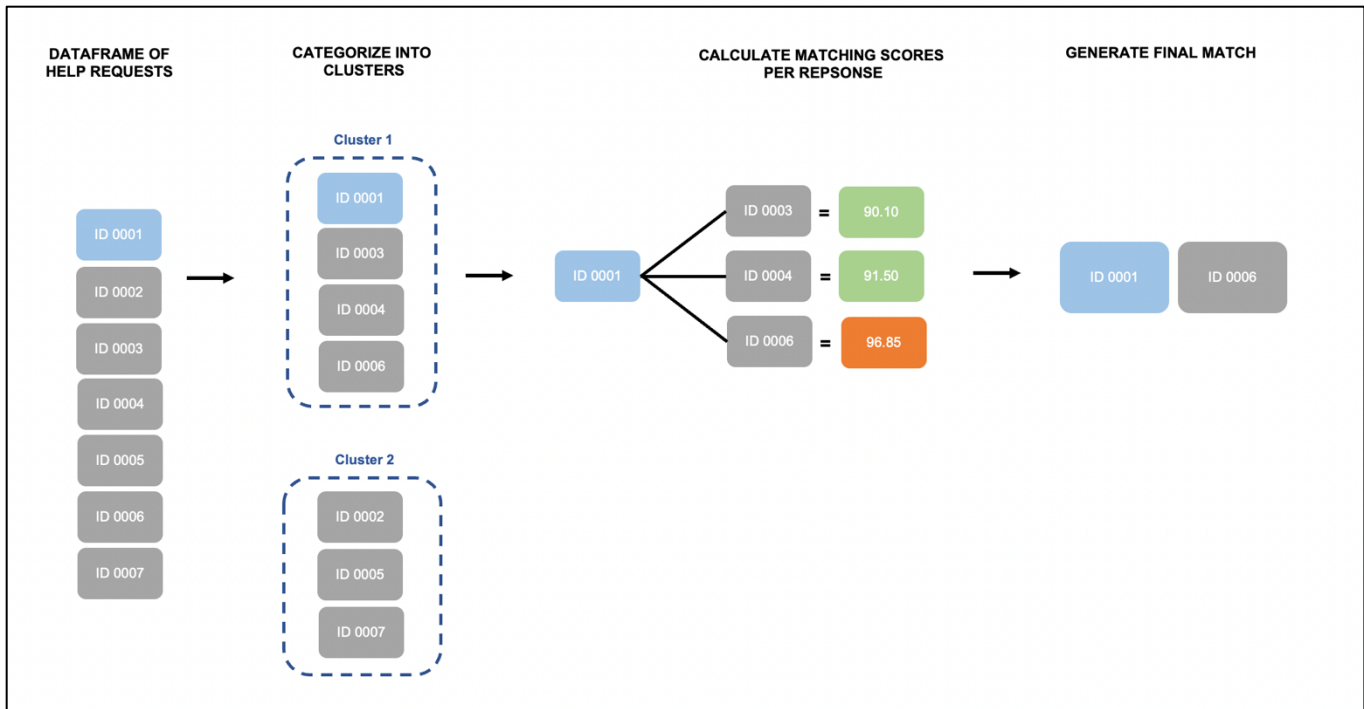 DATAFRAME OF
HELP REQUESTS
CATEGORIZE INTO
CLUSTERS
CALCULATE MATCHING SCORES
PER REPSONSE
GENERATE FINAL MATCH
ID 0001
ID 0002
ID 0003
ID 0004
ID 0005
ID 0006
ID 0007
Cluster 1
ID 0001
ID 0003
ID 0004
ID 0006
Cluster 2
ID 0002
ID 0005
ID 0007
ID 0001
ID 0003 = 90.10
ID 0004 = 91.50
ID 0006 = 96.85
ID 0001 ID 0006